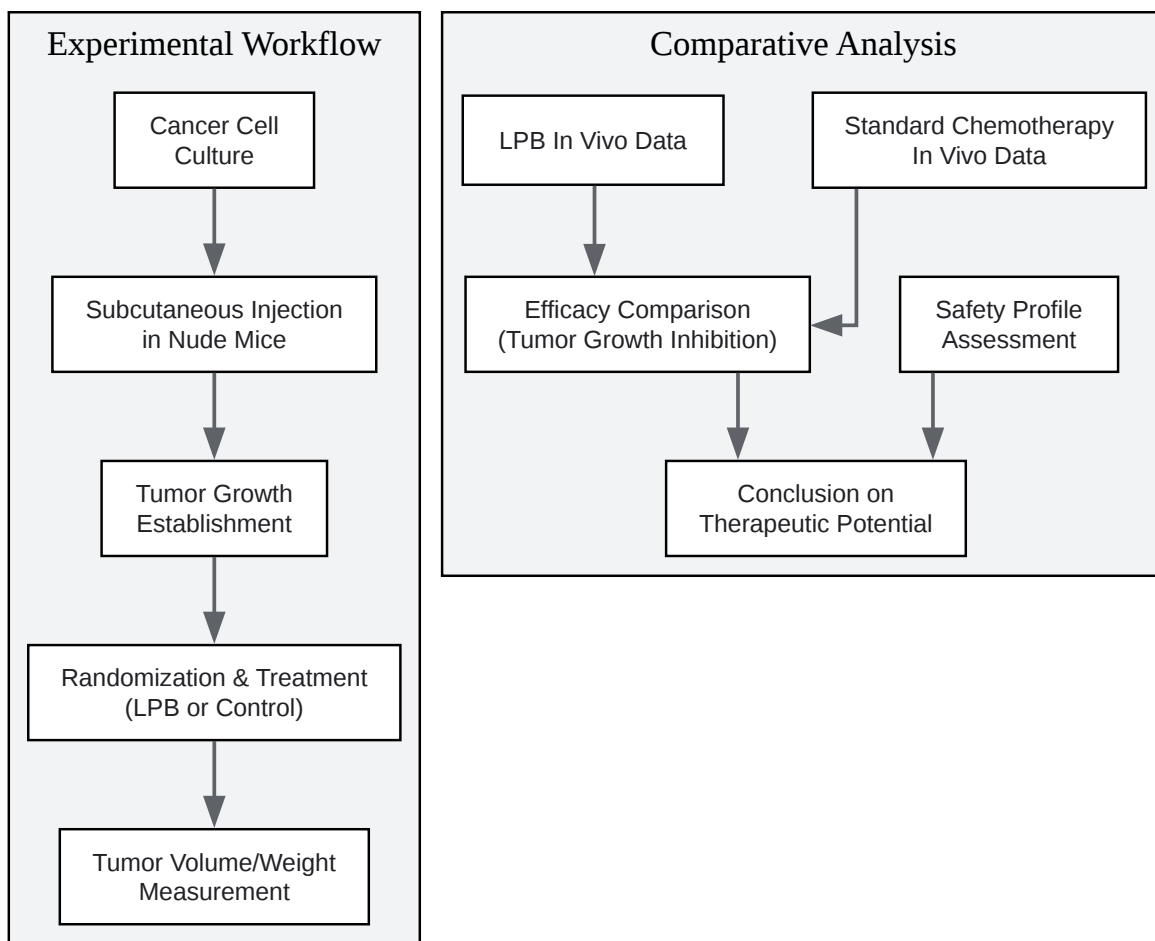 Experimental Workflow
Cancer Cell
Culture
Subcutaneous Injection
in Nude Mice
Tumor Growth
Establishment
Randomization & Treatment
(LPB or Control)
Tumor Volume/Weight
Measurement
Comparative Analysis
LPB In Vivo Data
Standard Chemotherapy
In Vivo Data
Efficacy Comparison
(Tumor Growth Inhibition)
Safety Profile
Assessment
Conclusion on
Therapeutic Potential